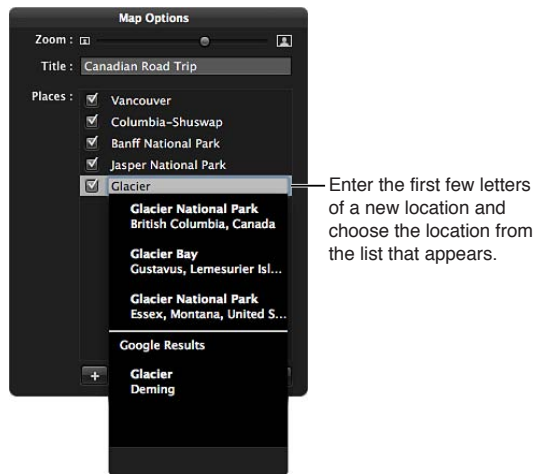 Map Options
Zoom :
Title : Canadian Road Trip
Places : Vancouver
Columbia–Shuswap
Banff National Park
Jasper National Park
Glacier
Glacier National Park
British Columbia, Canada
Glacier Bay
Gustavus, Lemesurier Isl...
Glacier National Park
Essex, Montana, United S...
Google Results
Glacier
Deming
+
Enter the first few letters
of a new location and
choose the location from
the list that appears.